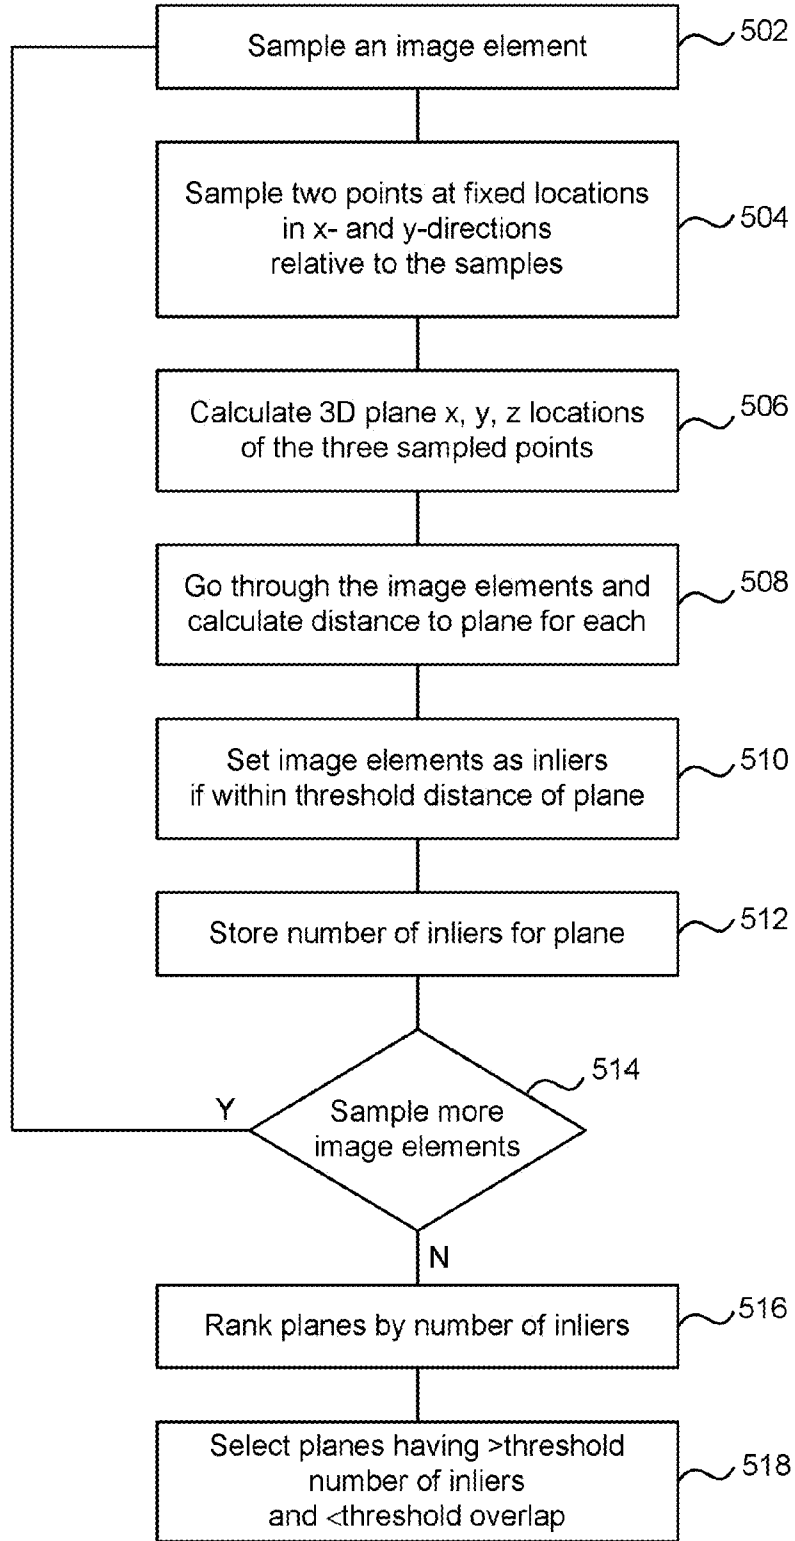 Sample an image element
502
Sample two points at fixed locations
in x- and y-directions
relative to the samples
504
Calculate 3D plane x, y, z locations
of the three sampled points
506
Go through the image elements and
calculate distance to plane for each
508
Set image elements as inliers
if within threshold distance of plane
510
Store number of inliers for plane
512
514
Y
Sample more
image elements
N
Rank planes by number of inliers
516
Select planes having >threshold
number of inliers
and <threshold overlap
518